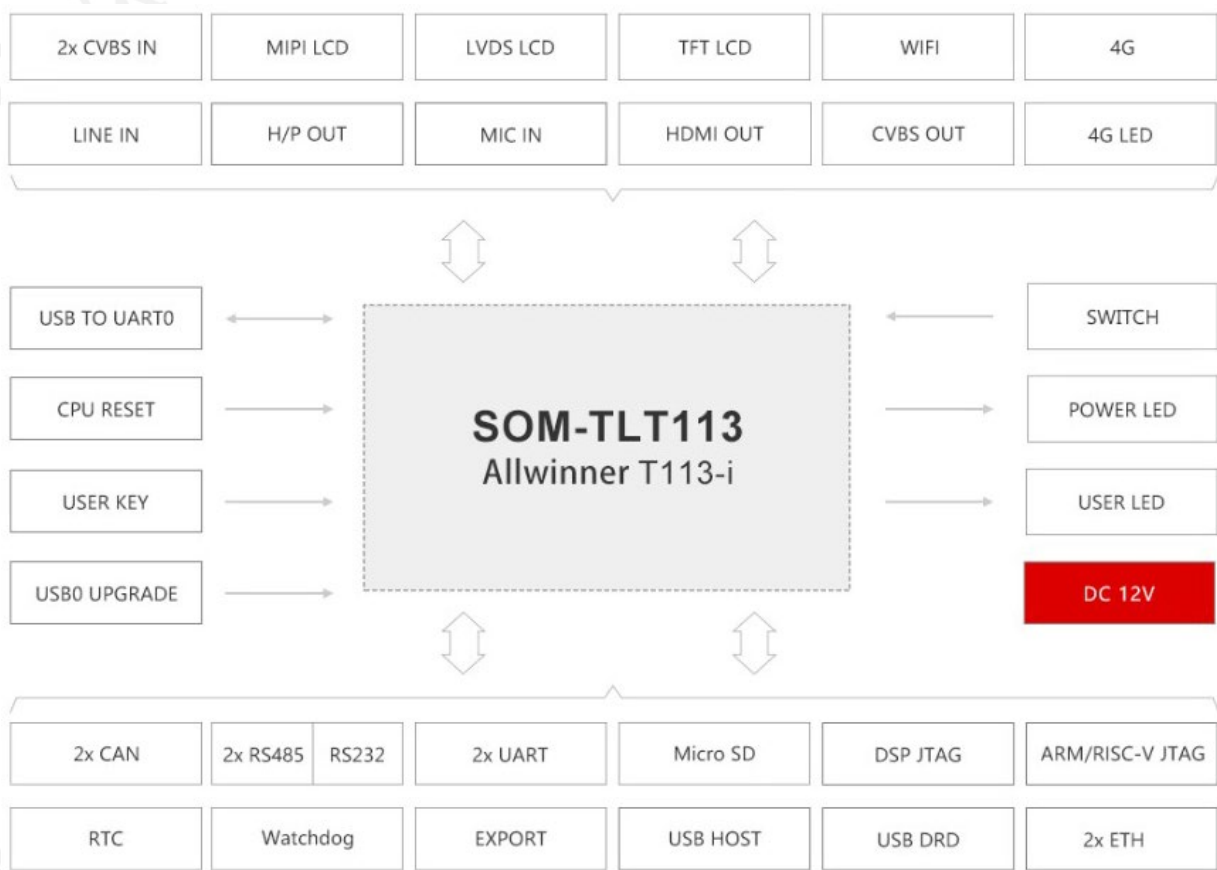 2x CVBS IN
MIPI LCD
LVDS LCD
TFT LCD
WIFI
4G
LINE IN
H/P OUT
MIC IN
HDMI OUT
CVBS OUT
4G LED
USB TO UART0
SWITCH
CPU RESET
POWER LED
SOM-TLT113
Allwinner T113-i
USER KEY
USER LED
USB0 UPGRADE
DC 12V
2x CAN
2x RS485
RS232
2x UART
Micro SD
DSP JTAG
ARM/RISC-V JTAG
RTC
Watchdog
EXPORT
USB HOST
USB DRD
2x ETH